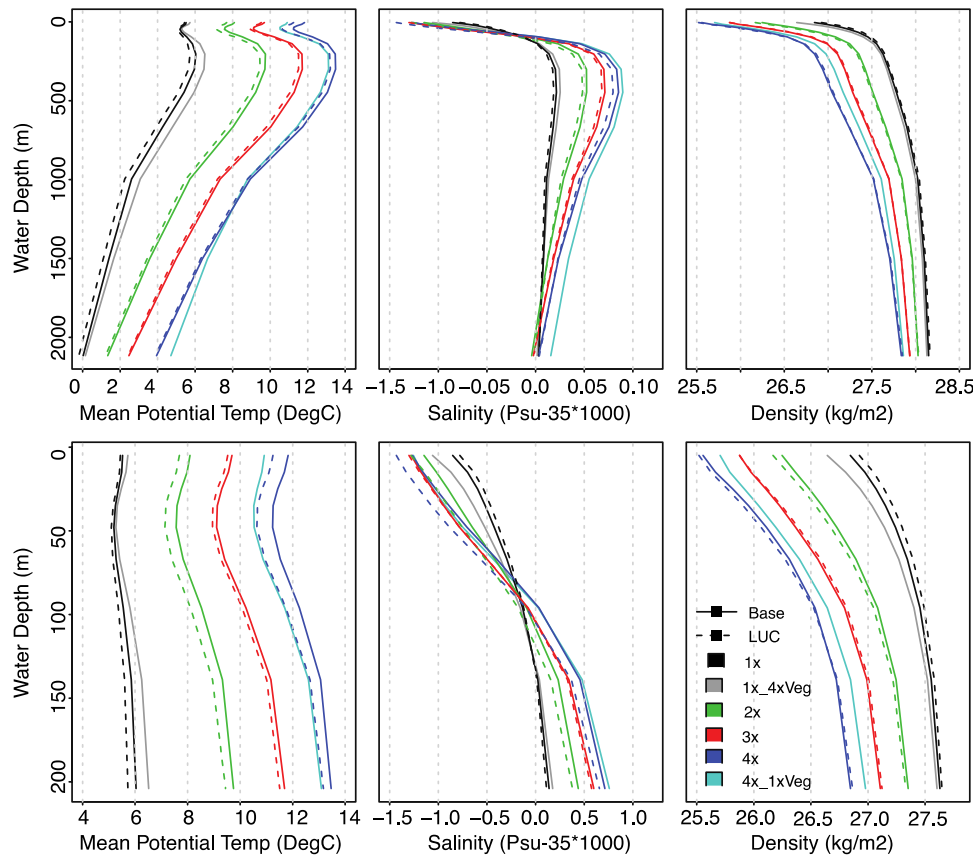 0
500
1000
1500
2000
Water Depth (m)
0 2 4 6 8 10 12 14
Mean Potential Temp (DegC)
−1.5 −1.0 −0.5 0.0 0.05 0.10
Salinity (Psu-35*1000)
25.5 26.5 27.5 28.5
Density (kg/m2)
0
50
100
150
200
Water Depth (m)
4 6 8 10 12 14
Mean Potential Temp (DegC)
−1.5 −1.0 −0.5 0.0 0.5 1.0
Salinity (Psu-35*1000)
25.5 26.0 26.5 27.0 27.5
Density (kg/m2)
Base
LUC
1x
1x_4xVeg
2x
3x
4x
4x_1xVeg